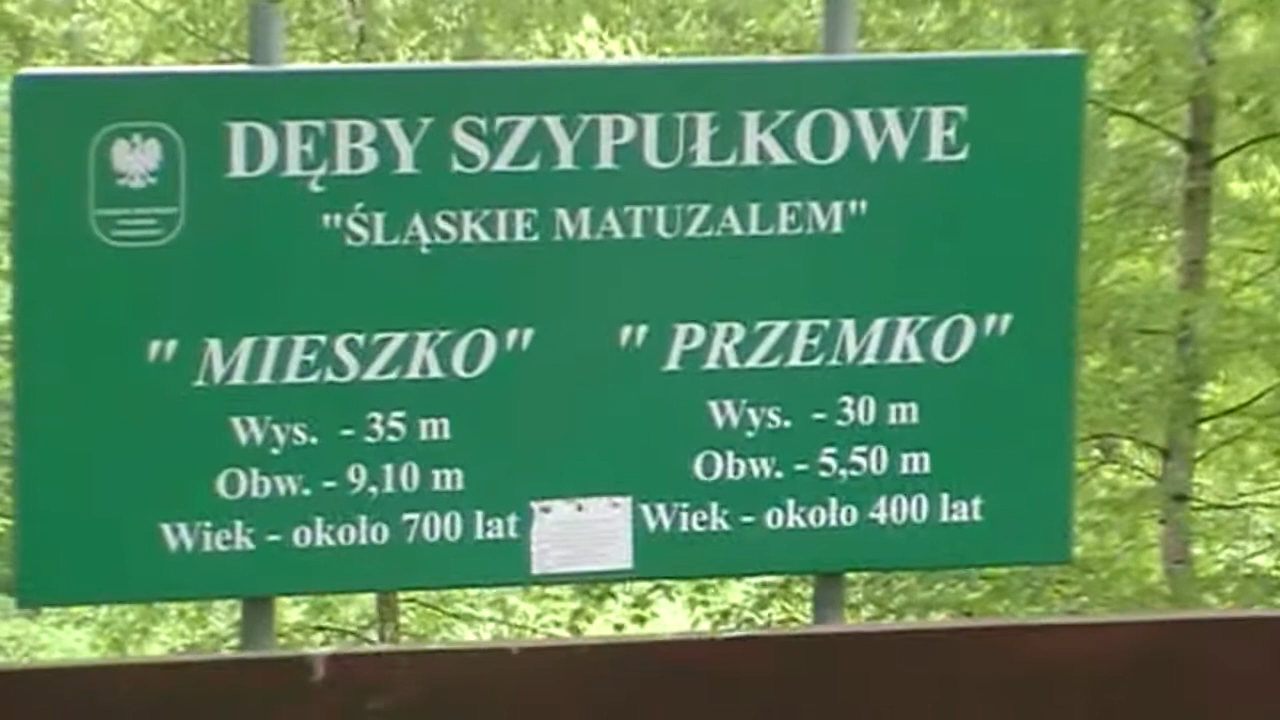 DĘBY SZYPUŁKOWE
"ŚLĄSKIE MATUZALEM"
"MIESZKO"
Wys. - 35 m
Obw. - 9,10 m
Wiek - około 700 lat
"PRZEMKO"
Wys. - 30 m
Obw. - 5,50 m
Wiek - około 400 lat